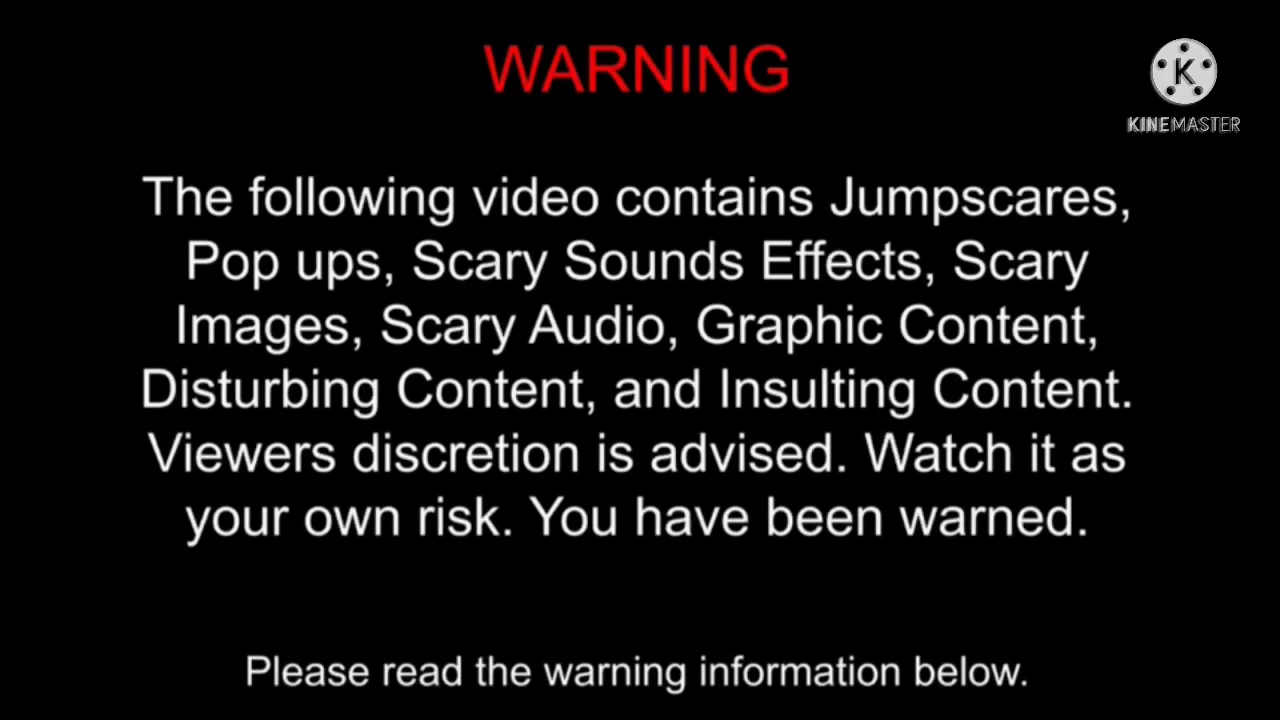 WARNING
K
KINEMASTER
The following video contains Jumpscares,
Pop ups, Scary Sounds Effects, Scary
Images, Scary Audio, Graphic Content,
Disturbing Content, and Insulting Content.
Viewers discretion is advised. Watch it as
your own risk. You have been warned.
Please read the warning information below.